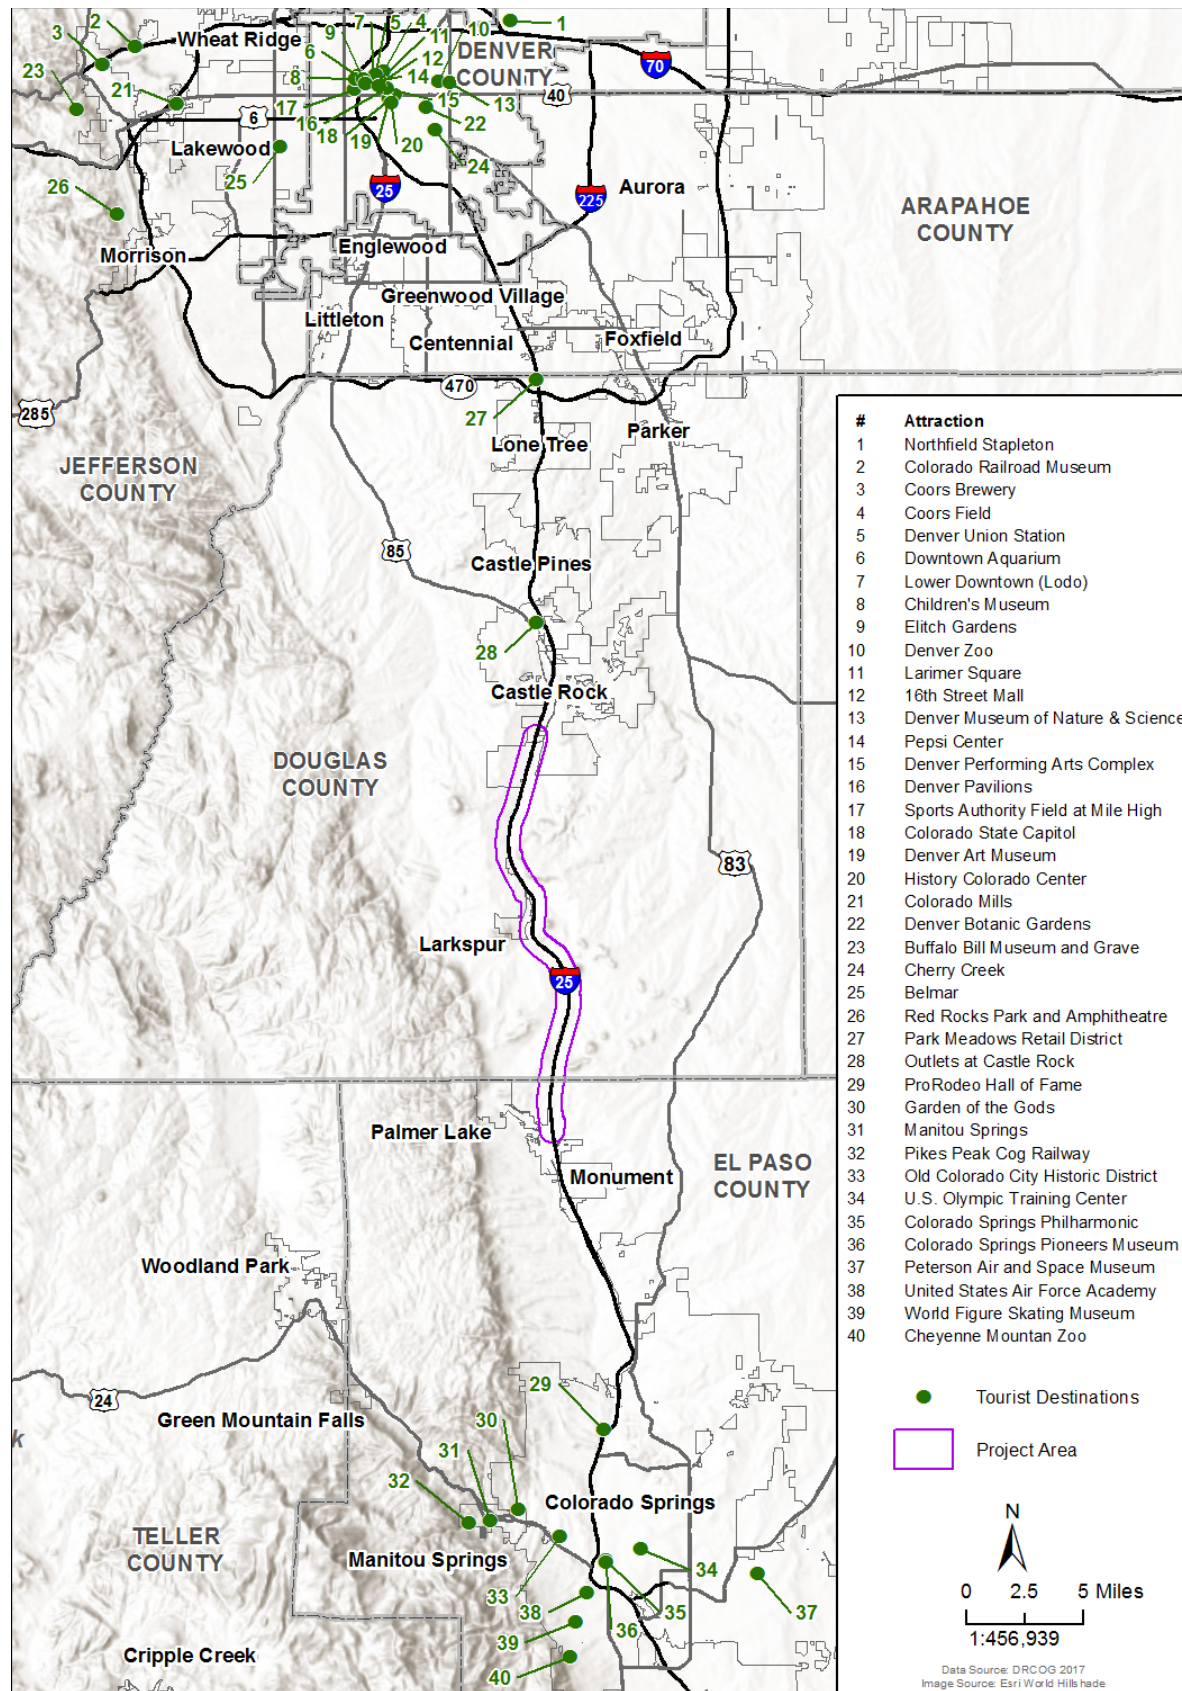 2
3
23
21
Wheat Ridge
7
5
4
6
9
11
10
1
8
12
14
DENVER
COUNTY
70
40
17
16
18
19
20
15
13
22
24
6
Lakewood
25
25
26
Aurora
225
ARAPAHOE
COUNTY
Morrison
Englewood
Greenwood Village
Littleton
Centennial
Foxfield
470
27
285
Lone Tree
Parker
JEFFERSON
COUNTY
85
Castle Pines
28
Castle Rock
DOUGLAS
COUNTY
83
Larkspur
25
Palmer Lake
Monument
EL PASO
COUNTY
Woodland Park
24
Green Mountain Falls
k
29
30
31
32
Colorado Springs
TELLER
COUNTY
Manitou Springs
33
34
38
35
37
39
36
40
Cripple Creek
# Attraction
1 Northfield Stapleton
2 Colorado Railroad Museum
3 Coors Brewery
4 Coors Field
5 Denver Union Station
6 Downtown Aquarium
7 Lower Downtown (Lodo)
8 Children's Museum
9 Elitch Gardens
10 Denver Zoo
11 Larimer Square
12 16th Street Mall
13 Denver Museum of Nature & Science
14 Pepsi Center
15 Denver Performing Arts Complex
16 Denver Pavilions
17 Sports Authority Field at Mile High
18 Colorado State Capitol
19 Denver Art Museum
20 History Colorado Center
21 Colorado Mills
22 Denver Botanic Gardens
23 Buffalo Bill Museum and Grave
24 Cherry Creek
25 Belmar
26 Red Rocks Park and Amphitheatre
27 Park Meadows Retail District
28 Outlets at Castle Rock
29 ProRodeo Hall of Fame
30 Garden of the Gods
31 Manitou Springs
32 Pikes Peak Cog Railway
33 Old Colorado City Historic District
34 U.S. Olympic Training Center
35 Colorado Springs Philharmonic
36 Colorado Springs Pioneers Museum
37 Peterson Air and Space Museum
38 United States Air Force Academy
39 World Figure Skating Museum
40 Cheyenne Mountan Zoo
Tourist Destinations
Project Area
N
0 2.5 5 Miles
1:456,939
Data Source: DRCOG 2017
Image Source: Esri World Hillshade